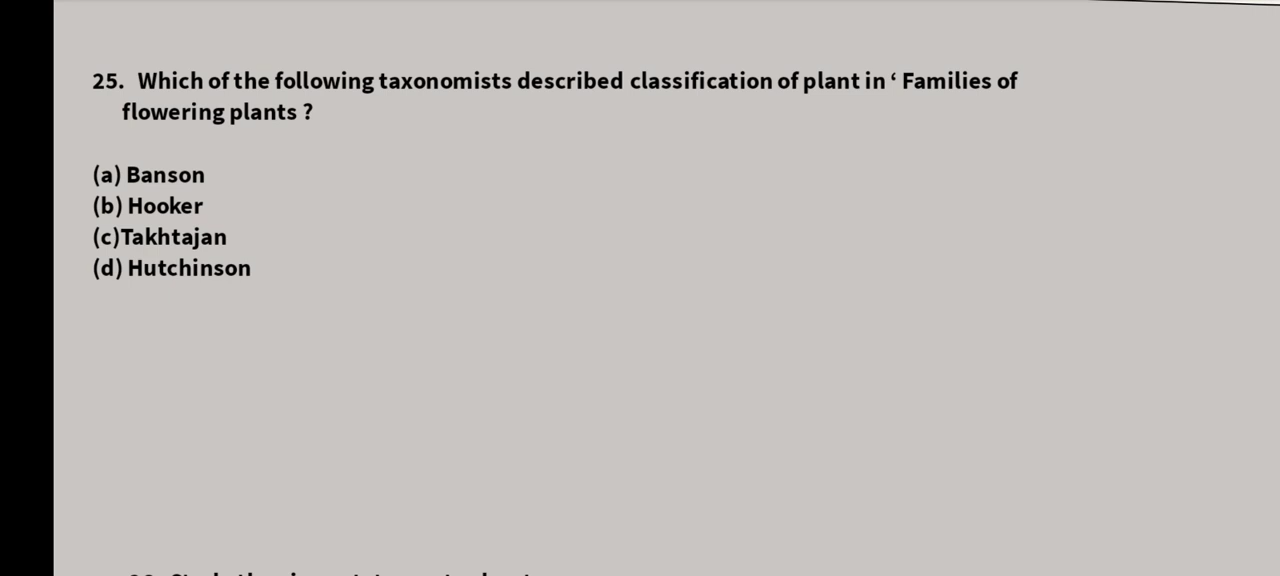 25. Which of the following taxonomists described classification of plant in ‘ Families of
flowering plants ?
(a) Banson
(b) Hooker
(c)Takhtajan
(d) Hutchinson